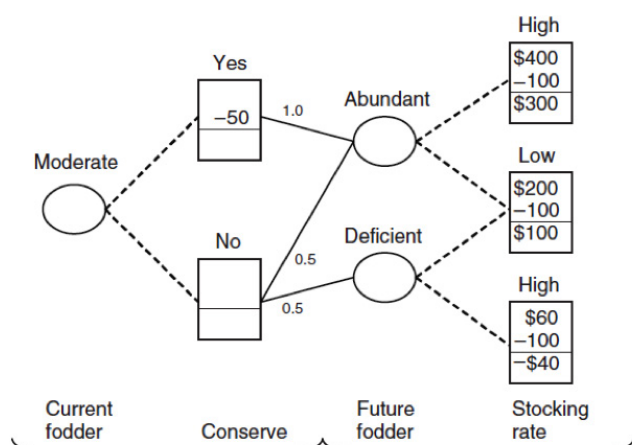 High
$400
–100
$300
Yes
–50
1.0
Abundant
Moderate
Low
$200
–100
$100
No
0.5
Deficient
0.5
High
$60
–100
–$40
Current
fodder
Conserve
Future
fodder
Stocking
rate